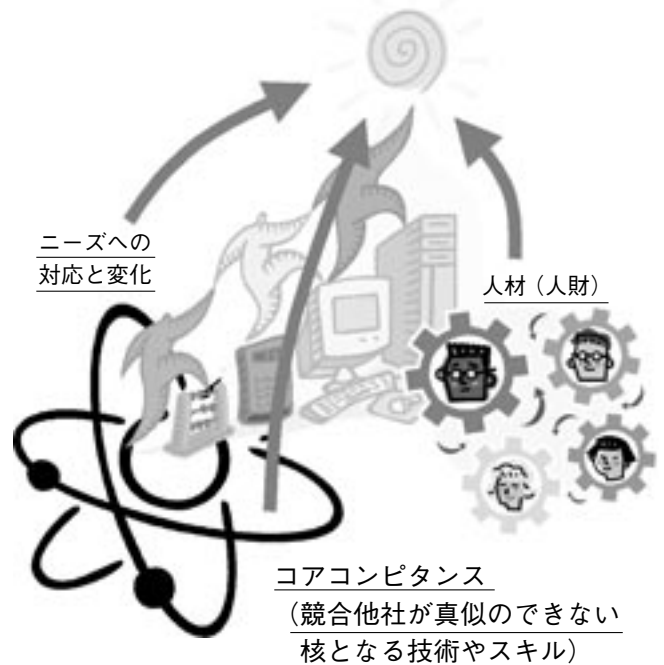 ニーズへの
対応と変化
人材（人財）
コアコンピタンス
（競合他社が真似のできない
核となる技術やスキル）